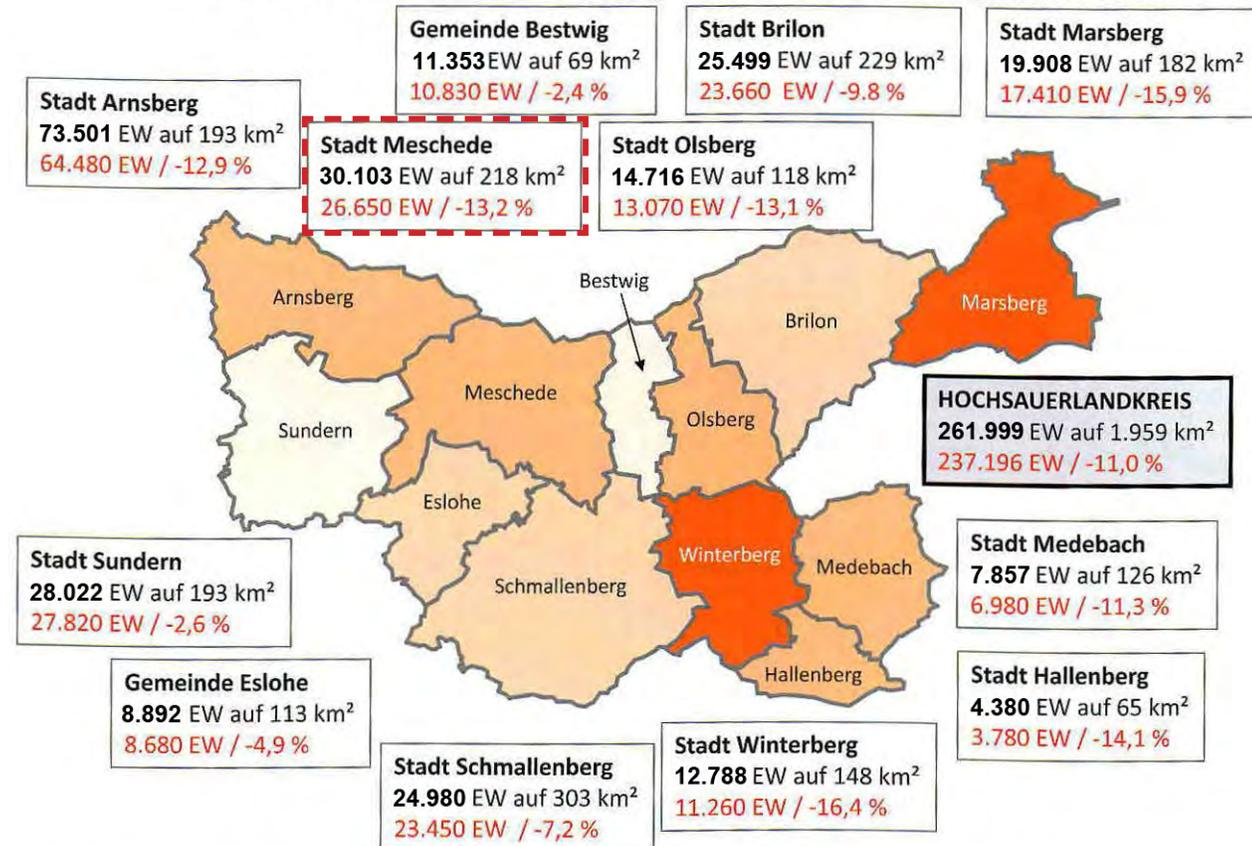 Gemeinde Bestwig
11.353 EW auf 69 km²
10.830 EW / -2,4 %
Stadt Brilon
25.499 EW auf 229 km²
23.660 EW / -9.8 %
Stadt Marsberg
19.908 EW auf 182 km²
17.410 EW / -15,9 %
Stadt Arnsberg
73.501 EW auf 193 km²
64.480 EW / -12,9 %
Stadt Meschede
30.103 EW auf 218 km²
26.650 EW / -13,2 %
Stadt Olsberg
14.716 EW auf 118 km²
13.070 EW / -13,1 %
Arnsberg
Bestwig
Brilon
Marsberg
Meschede
Olsberg
Sundern
HOCHSAUERLANDKREIS
261.999 EW auf 1.959 km²
237.196 EW / -11,0 %
Eslohe
Schmallenberg
Winterberg
Medebach
Hallenberg
Stadt Sundern
28.022 EW auf 193 km²
27.820 EW / -2,6 %
Stadt Medebach
7.857 EW auf 126 km²
6.980 EW / -11,3 %
Gemeinde Eslohe
8.892 EW auf 113 km²
8.680 EW / -4,9 %
Stadt Hallenberg
4.380 EW auf 65 km²
3.780 EW / -14,1 %
Stadt Schmallenberg
24.980 EW auf 303 km²
23.450 EW / -7,2 %
Stadt Winterberg
12.788 EW auf 148 km²
11.260 EW / -16,4 %